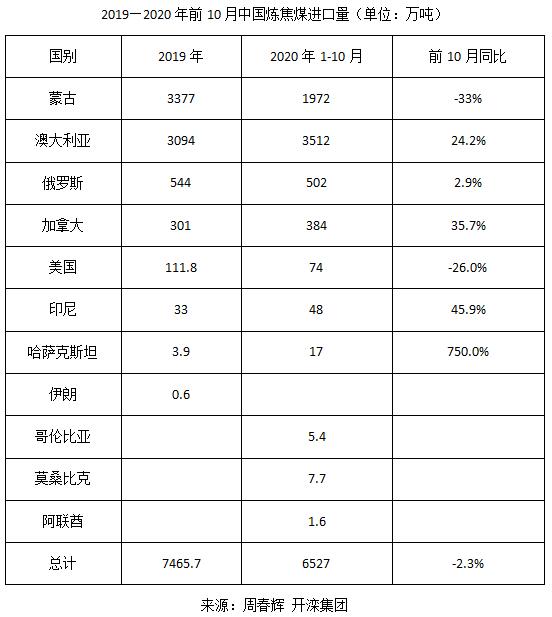 2019－2020 年前 10 月中国炼焦煤进口量（单位：万吨）
国别 2019 年 2020 年 1-10 月 前 10 月同比
蒙古 3377 1972 -33%
澳大利亚 3094 3512 24.2%
俄罗斯 544 502 2.9%
加拿大 301 384 35.7%
美国 111.8 74 -26.0%
印尼 33 48 45.9%
哈萨克斯坦 3.9 17 750.0%
伊朗 0.6
哥伦比亚 5.4
莫桑比克 7.7
阿联酋 1.6
总计 7465.7 6527 -2.3%
来源：周春辉 开滦集团